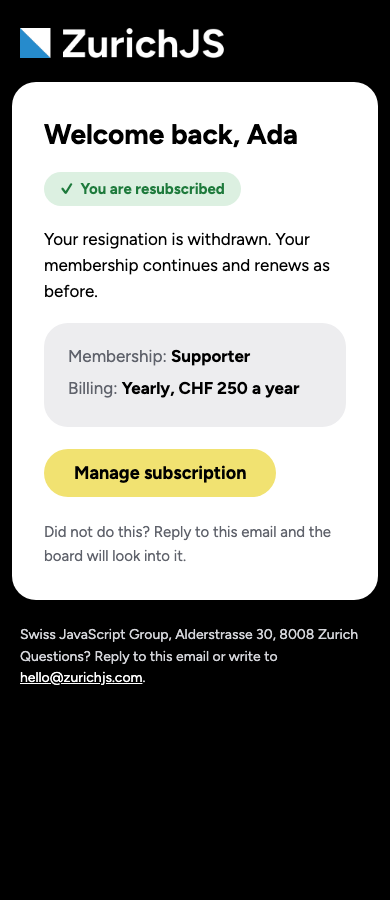 ZurichJS
Welcome back, Ada
✓ You are resubscribed
Your resignation is withdrawn. Your
membership continues and renews as
before.
Membership: Supporter
Billing: Yearly, CHF 250 a year
Manage subscription
Did not do this? Reply to this email and the
board will look into it.
Swiss JavaScript Group, Alderstrasse 30, 8008 Zurich
Questions? Reply to this email or write to
hello@zurichjs.com.